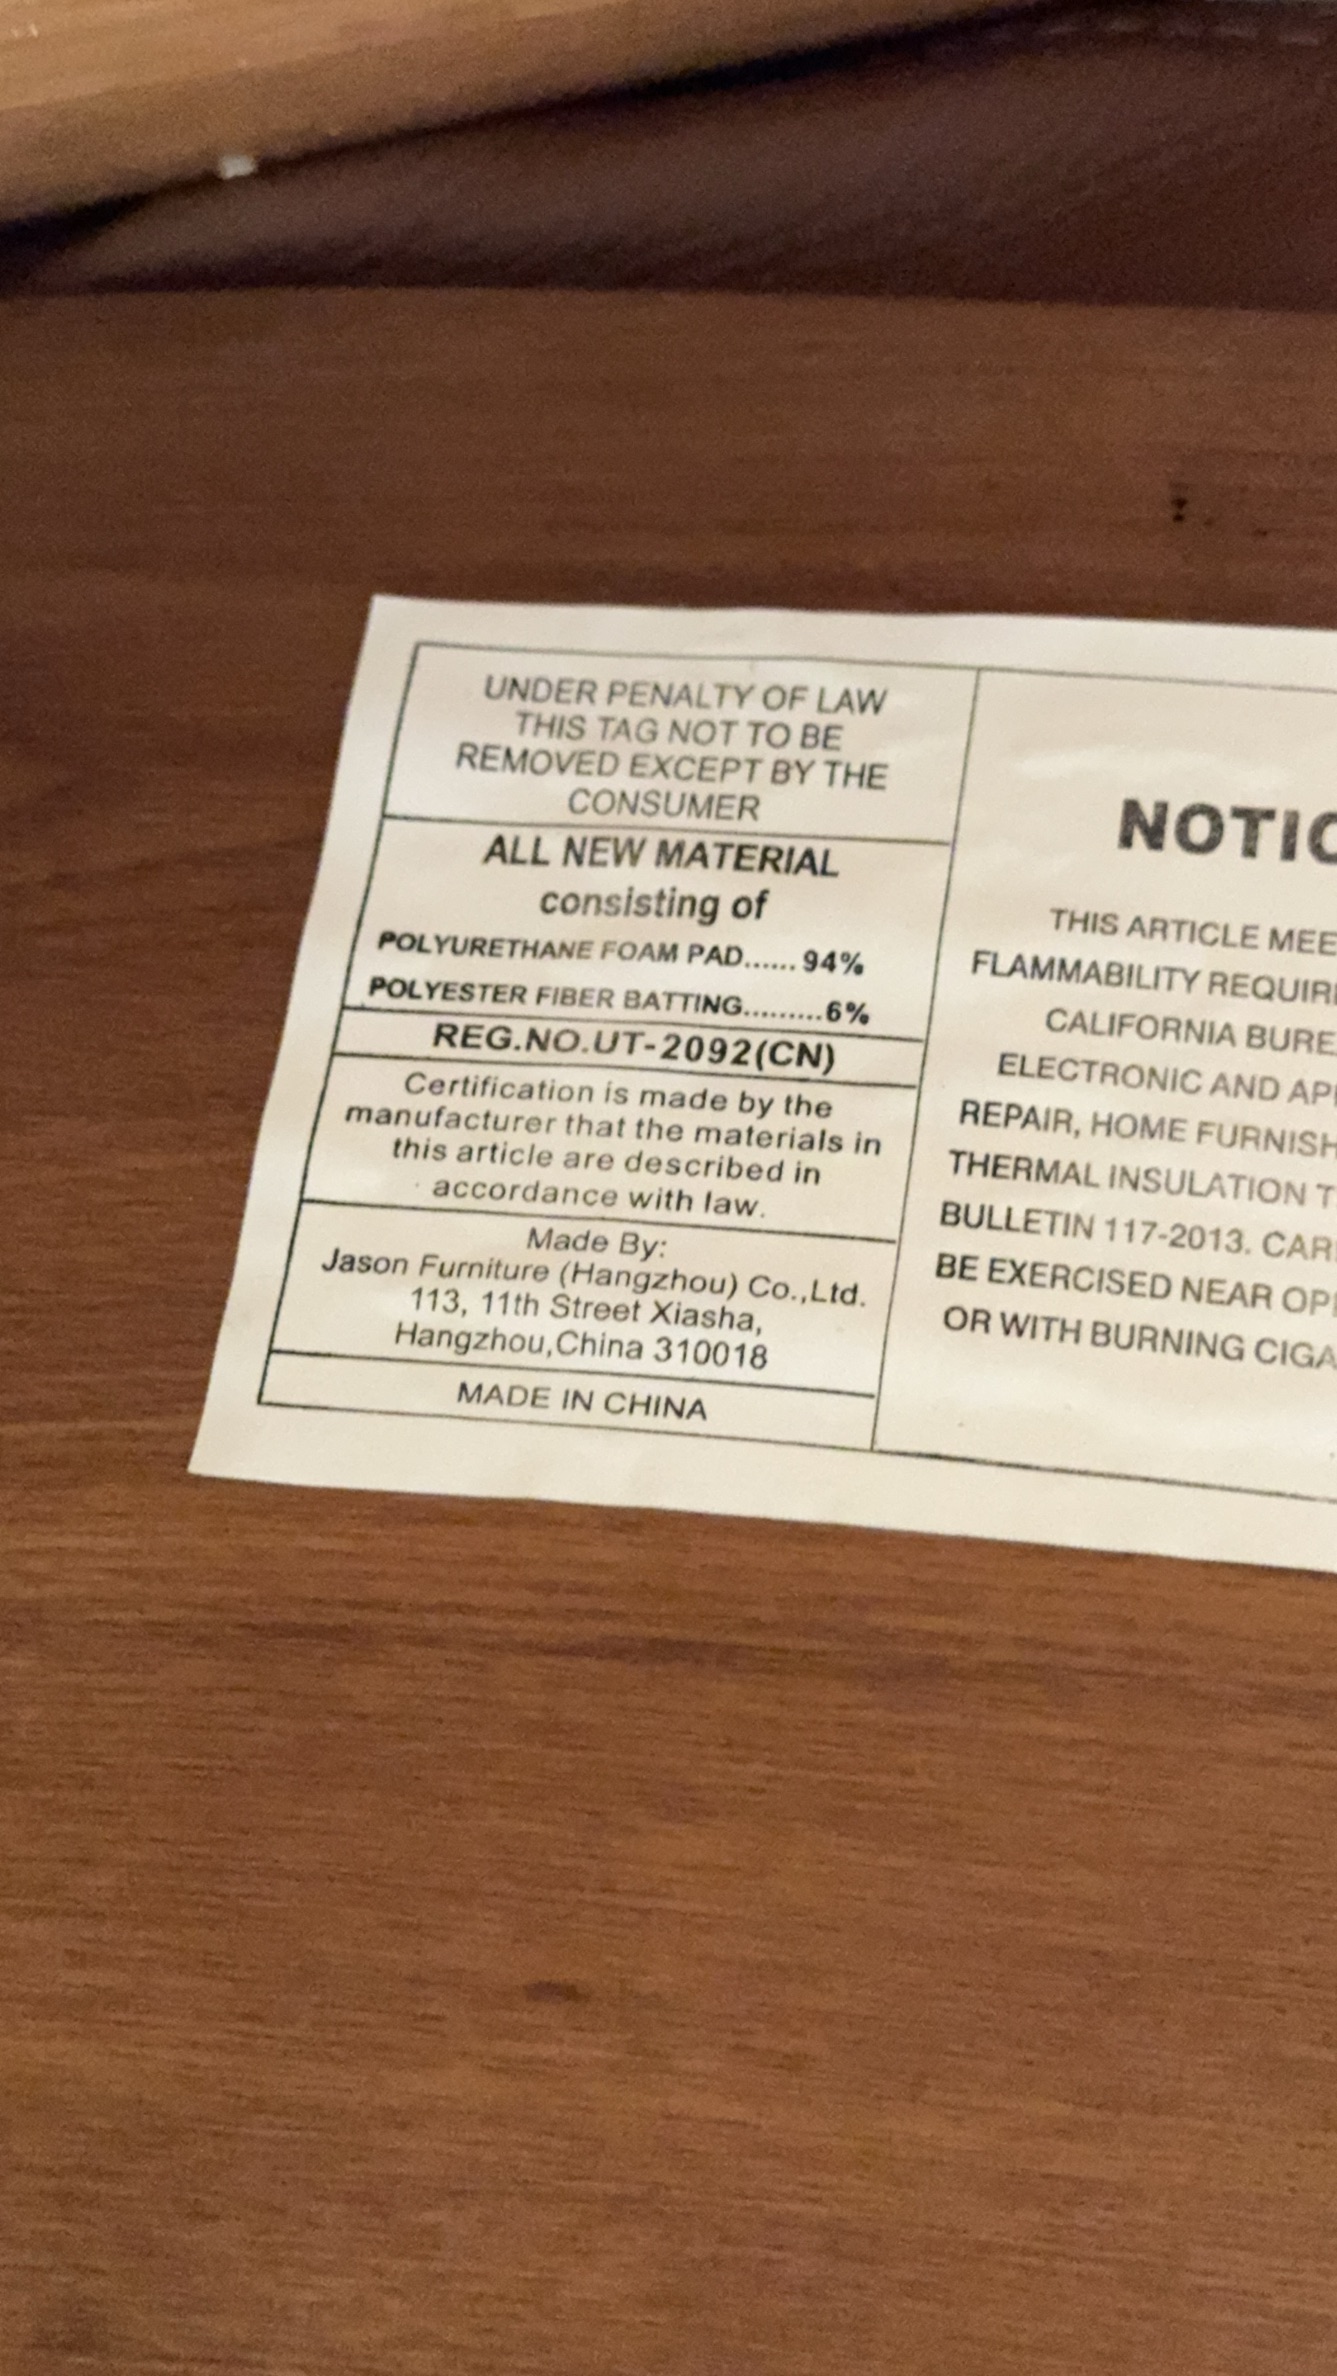 UNDER PENALTY OF LAW
THIS TAG NOT TO BE
REMOVED EXCEPT BY THE
CONSUMER
ALL NEW MATERIAL
consisting of
POLYURETHANE FOAM PAD......94%
POLYESTER FIBER BATTING.........6%
REG.NO.UT-2092(CN)
Certification is made by the
manufacturer that the materials in
this article are described in
accordance with law.
Made By:
Jason Furniture (Hangzhou) Co.,Ltd.
113, 11th Street Xiasha,
Hangzhou,China 310018
MADE IN CHINA
THIS ARTICLE
FLAMMABILITY
CALIFORNIA
ELECTRONIC AND
REPAIR, HOME
THERMAL INSULATION
BULLETIN 117-2013.
BE EXERCISED NEAR
OR WITH BURNING